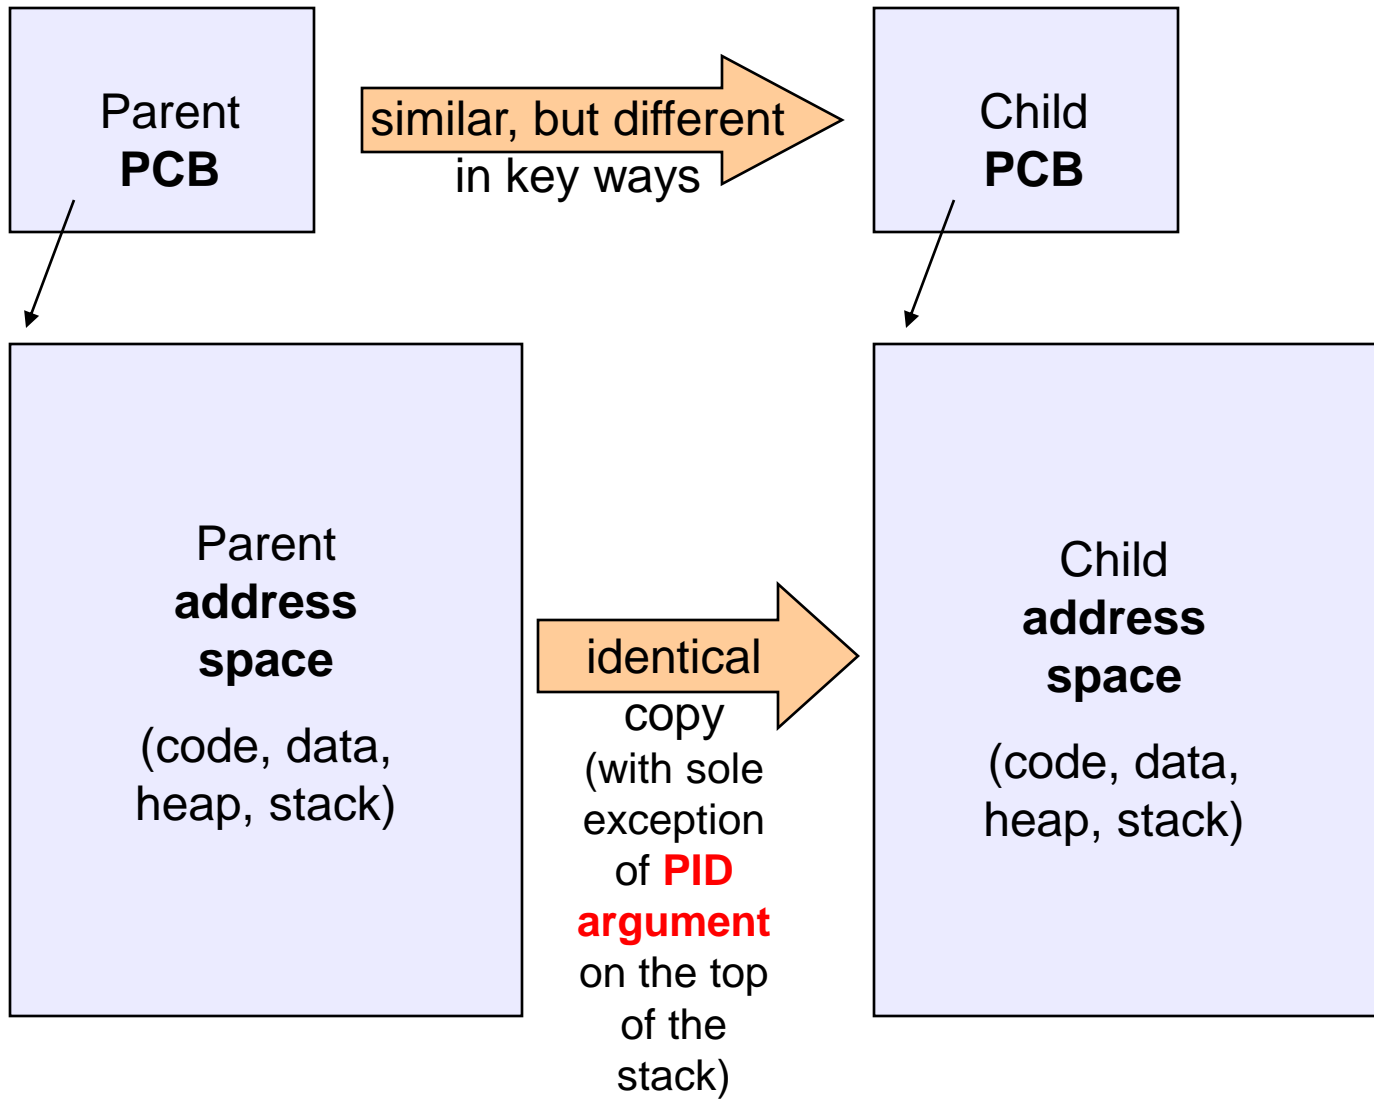 Parent
PCB
similar, but different
in key ways
Child
PCB
Parent
address
space
(code, data,
heap, stack)
identical
copy
(with sole
exception
of PID
argument
on the top
of the
stack)
Child
address
space
(code, data,
heap, stack)